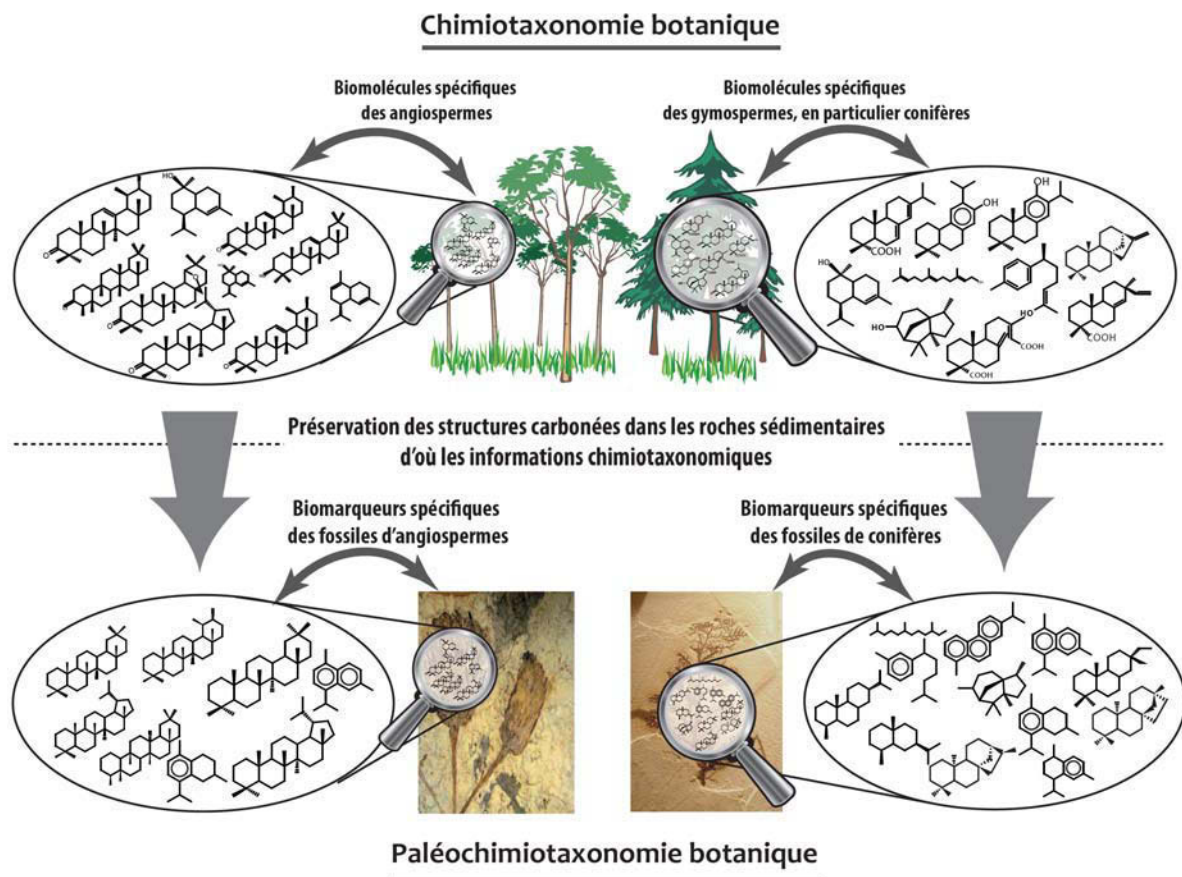 Chimiotaxonomie botanique
Biomolécules spécifiques
des angiospermes
Biomolécules spécifiques
des gymospermes, en particulier conifères
HO
O
O
O
O
O
O
O
OH
OH
COOH
HO
HO
HO
COOH
COOH
COOH
Préservation des structures carbonées dans les roches sédimentaires
d'où les informations chimiotaxonomiques
Biomarqueurs spécifiques
des fossiles d'angiospermes
Biomarqueurs spécifiques
des fossiles de conifères
Paléochimiotaxonomie botanique